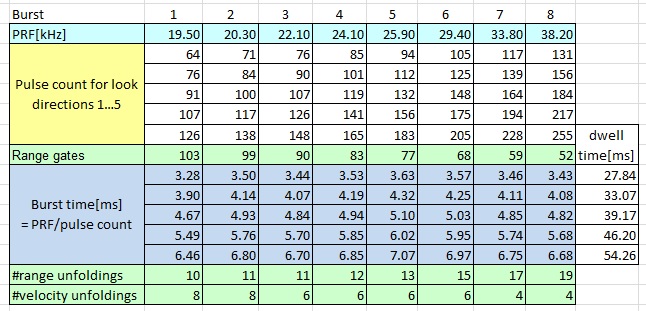 Burst 1 2 3 4 5 6 7 8
PRF[kHz] 19.50 20.30 22.10 24.10 25.90 29.40 33.80 38.20
64 71 76 85 94 105 117 131
76 84 90 101 112 125 139 156
Pulse count for look directions 1...5 91 100 107 119 132 148 164 184
107 117 126 141 156 175 194 217
126 138 148 165 183 205 228 255 dwell
Range gates 103 99 90 83 77 68 59 52 time[ms]
3.28 3.50 3.44 3.53 3.63 3.57 3.46 3.43 27.84
3.90 4.14 4.07 4.19 4.32 4.25 4.11 4.08 33.07
Burst time[ms] = PRF/pulse count 4.67 4.93 4.84 4.94 5.10 5.03 4.85 4.82 39.17
5.49 5.76 5.70 5.85 6.02 5.95 5.74 5.68 46.20
6.46 6.80 6.70 6.85 7.07 6.97 6.75 6.68 54.26
#range unfoldings 10 11 11 12 13 15 17 19
#velocity unfoldings 8 8 6 6 6 6 4 4